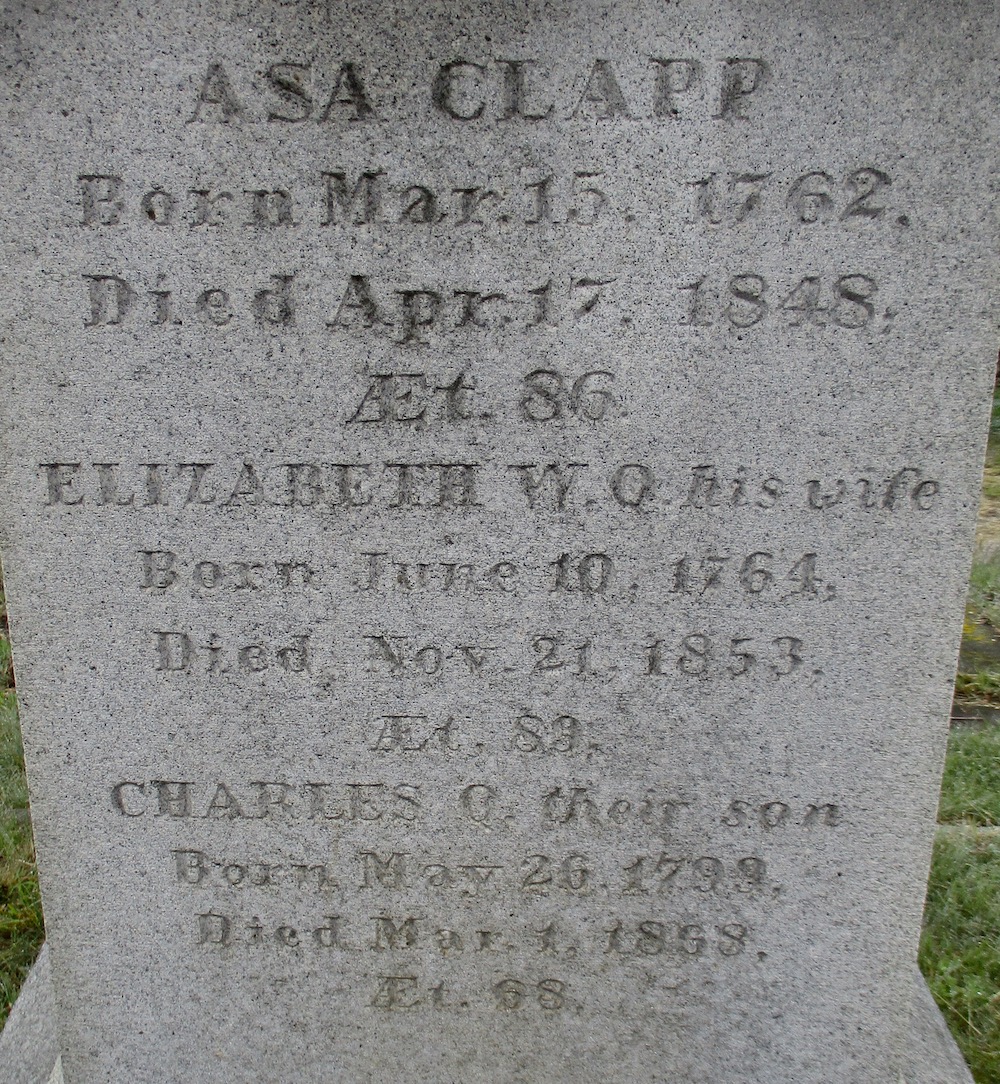 ASA CLAPP
Born Mar. 15. 1762.
Died Apr. 17. 1848.
Æt. 86.
ELIZABETH W. Q. his wife
Born June 10. 1764.
Died, Nov. 21. 1853.
Æt. 89.
CHARLES Q. their son
Born May 26. 1799.
Died Mar. 1, 1868.
Æt. 68.